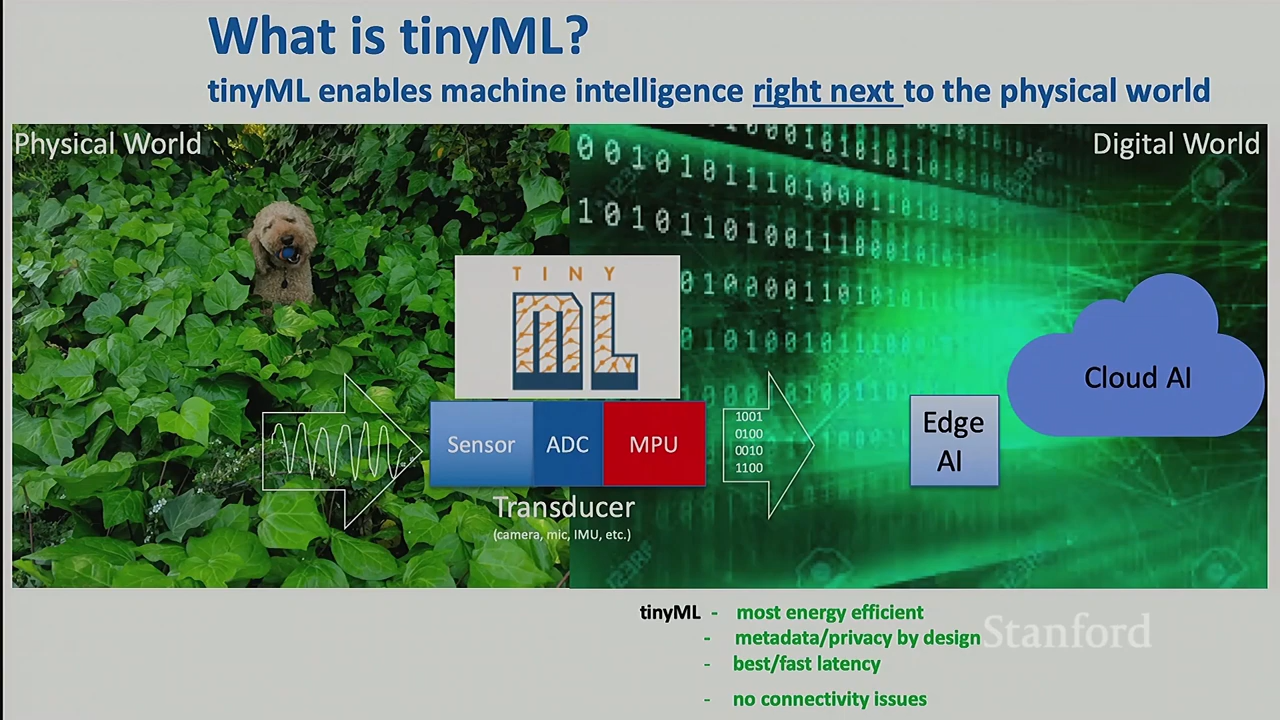 What is tinyML?
tinyML enables machine intelligence right next to the physical world
Physical World
Digital World
TINY
ML
Cloud AI
Sensor
ADC
MPU
1001
0100
0010
1100
Edge
AI
Transducer
(camera, mic, IMU, etc.)
tinyML - most energy efficient
- metadata/privacy by design
Stanford
- best/fast latency
- no connectivity issues